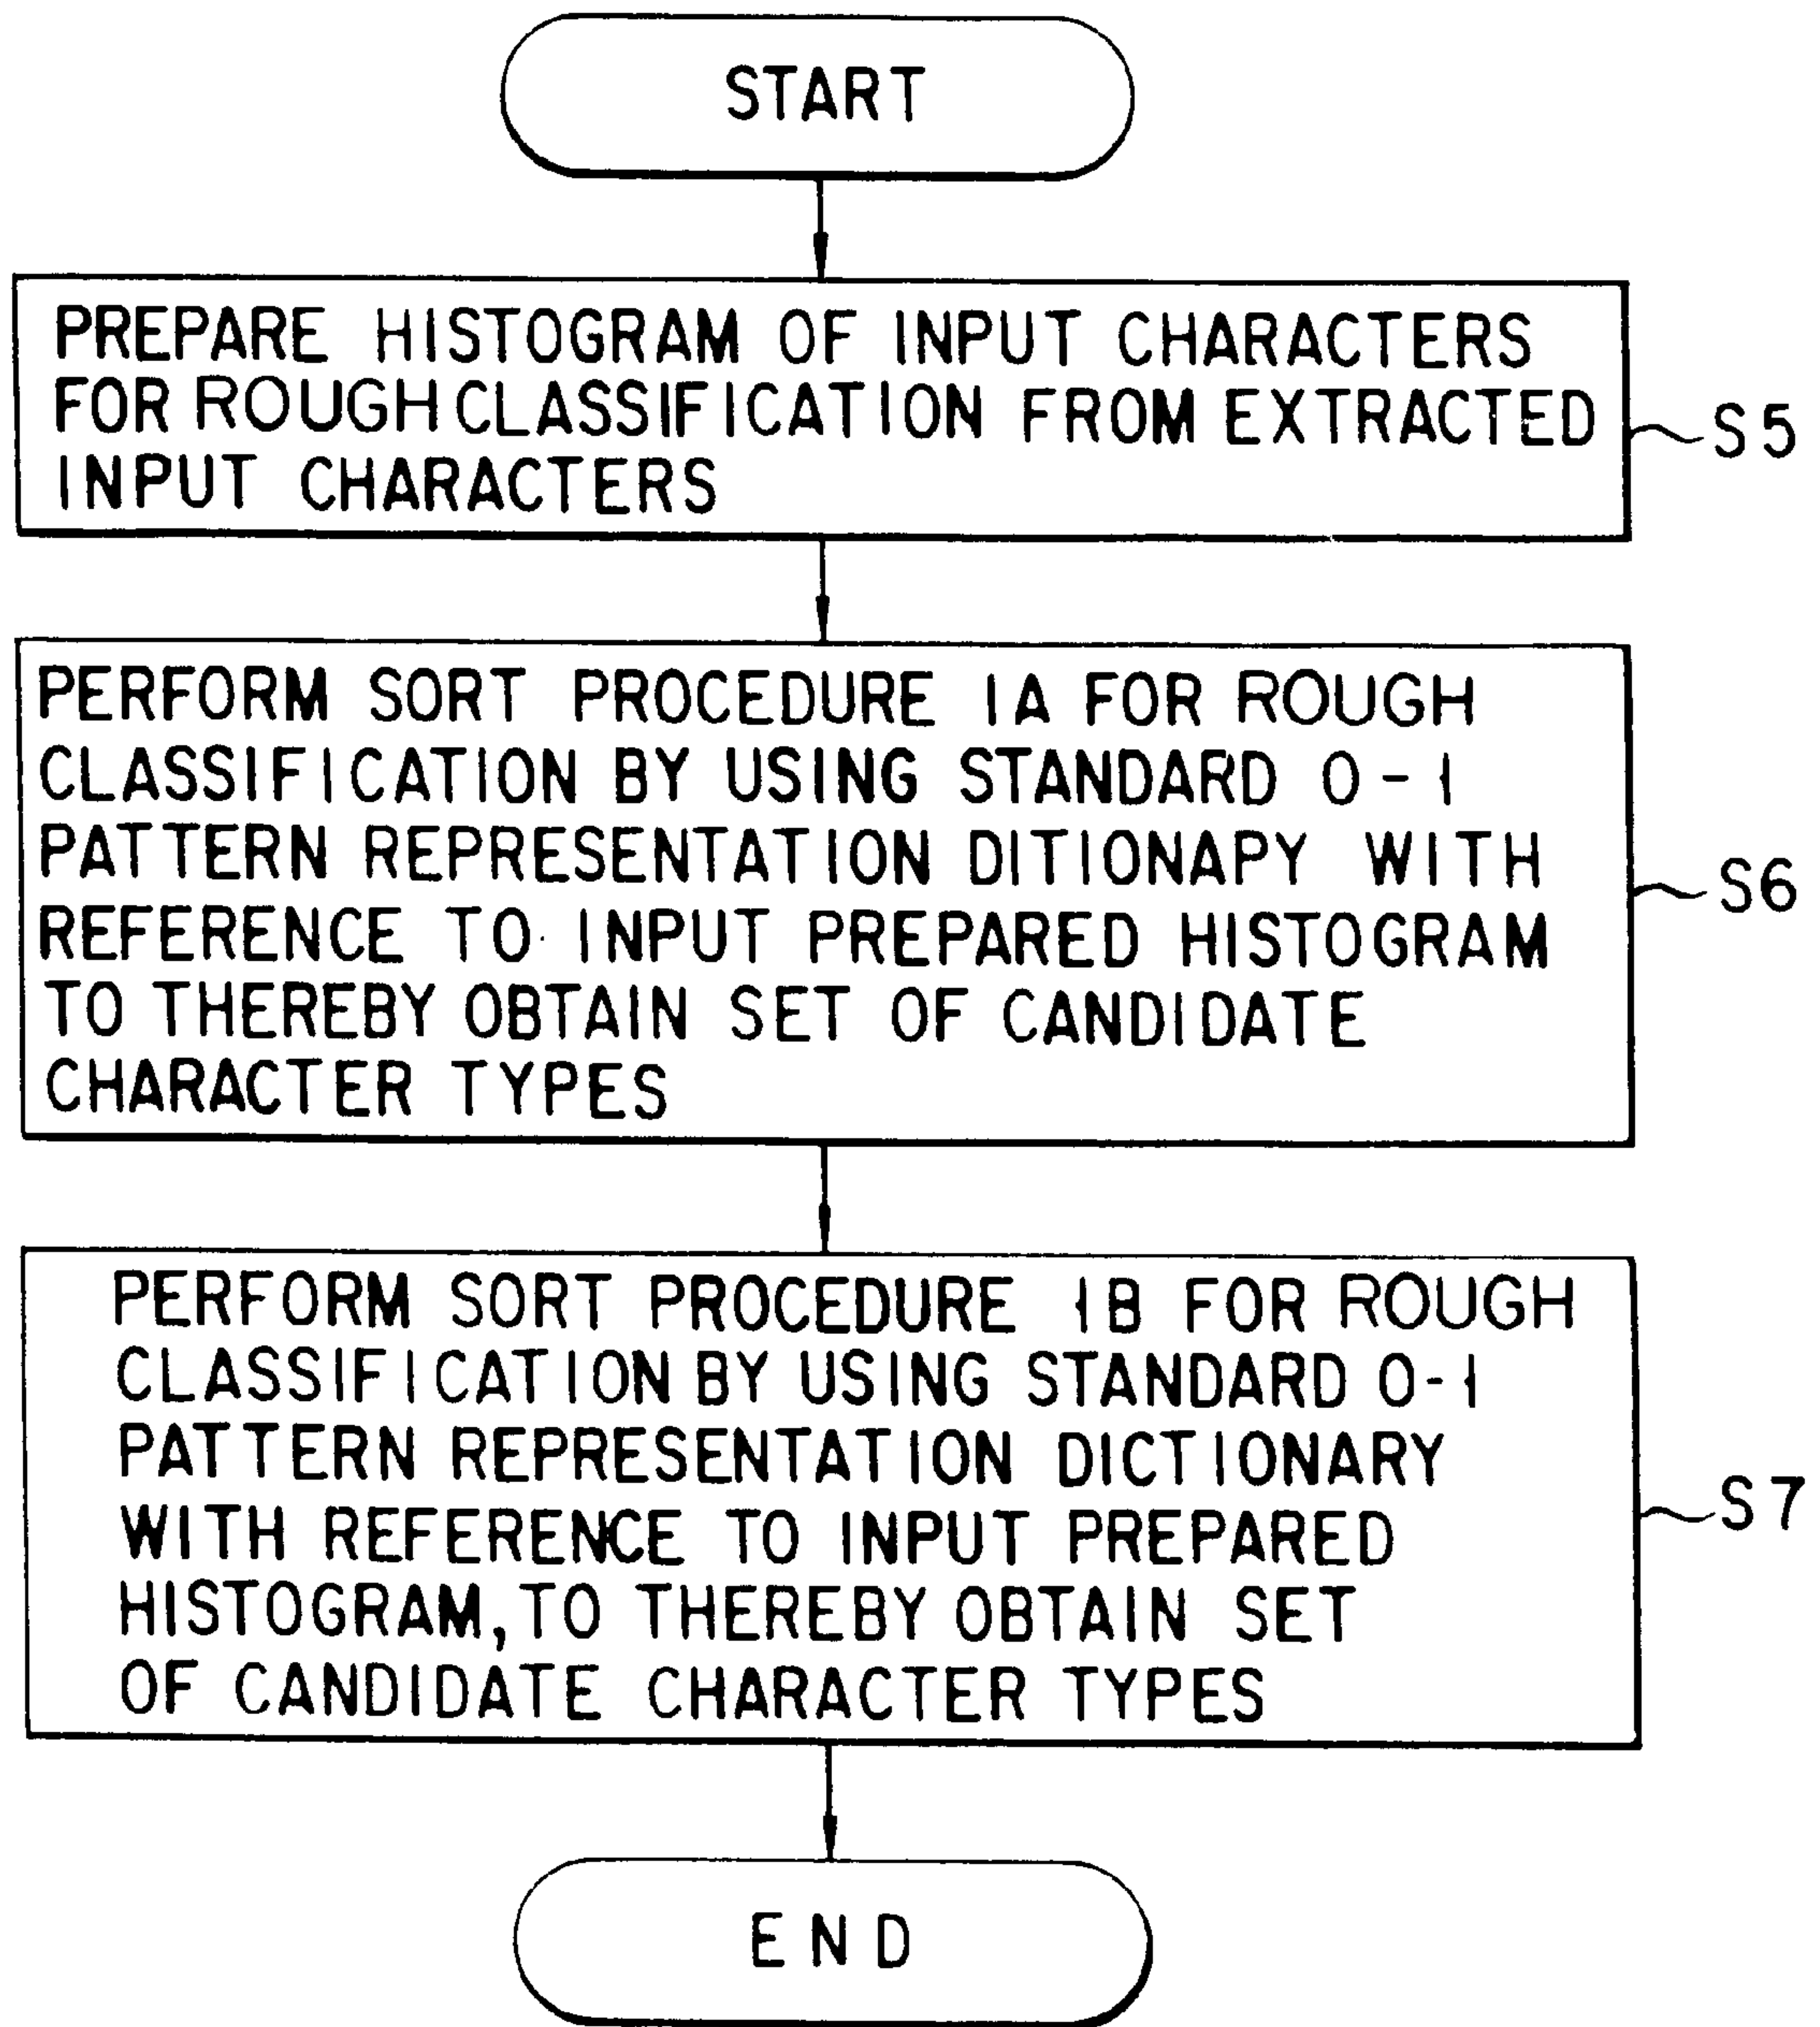 START
PREPARE HISTOGRAM OF INPUT CHARACTERS
FOR ROUGH CLASSIFICATION FROM EXTRACTED
INPUT CHARACTERS
S5
PERFORM SORT PROCEDURE 1A FOR ROUGH
CLASSIFICATION BY USING STANDARD 0-1
PATTERN REPRESENTATION DITIONAPY WITH
REFERENCE TO INPUT PREPARED HISTOGRAM
TO THEREBY OBTAIN SET OF CANDIDATE
CHARACTER TYPES
S6
PERFORM SORT PROCEDURE 1B FOR ROUGH
CLASSIFICATION BY USING STANDARD 0-1
PATTERN REPRESENTATION DICTIONARY
WITH REFERENCE TO INPUT PREPARED
HISTOGRAM, TO THEREBY OBTAIN SET
OF CANDIDATE CHARACTER TYPES
S7
END